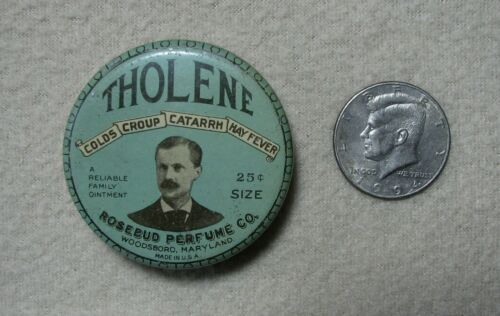 THOLENE
COLDS CROUP CATARRH HAY FEVER
A
RELIABLE
FAMILY
OINTMENT
25¢
SIZE
ROSEBUD PERFUME CO.
WOODSBORO, MARYLAND
MADE IN U.S.A.
LIBERTY
IN GOD WE TRUST